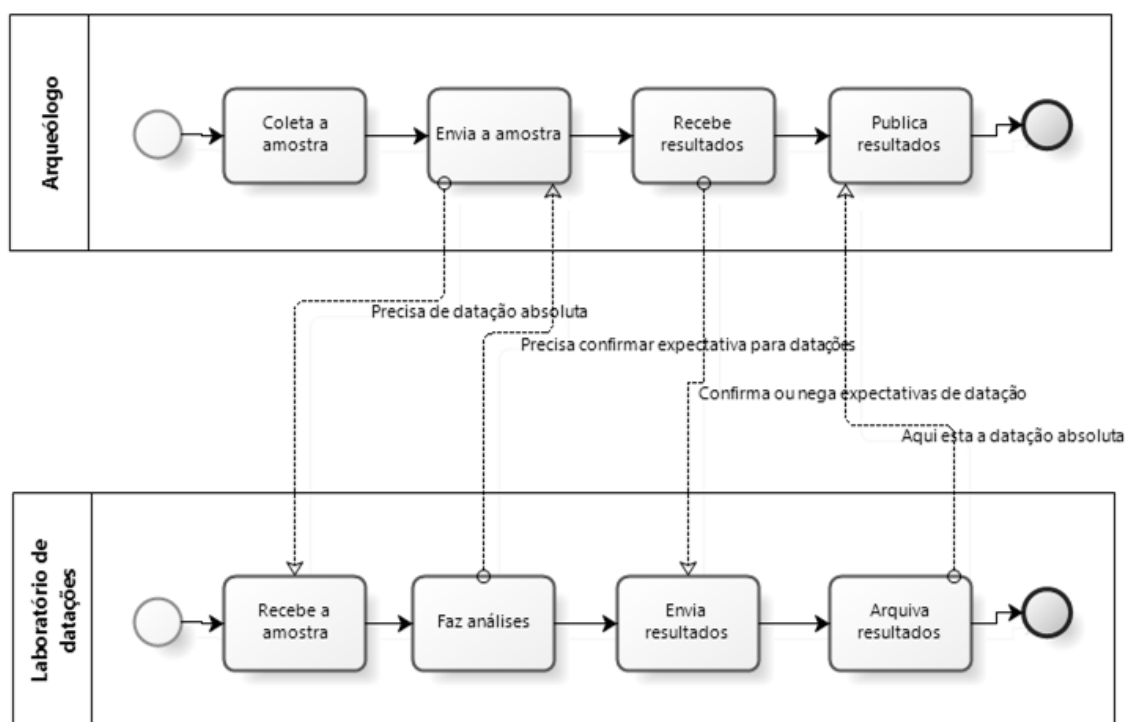 Arqueólogo
Coleta a
amostra
Envia a amostra
Recebe
resultados
Publica
resultados
Precisa de datação absoluta
Precisa confirmar expectativa para datações
Confirma ou nega expectativas de datação
Aqui esta a datação absoluta
Laboratório de
datações
Recebe a
amostra
Faz análises
Envia
resultados
Arquiva
resultados